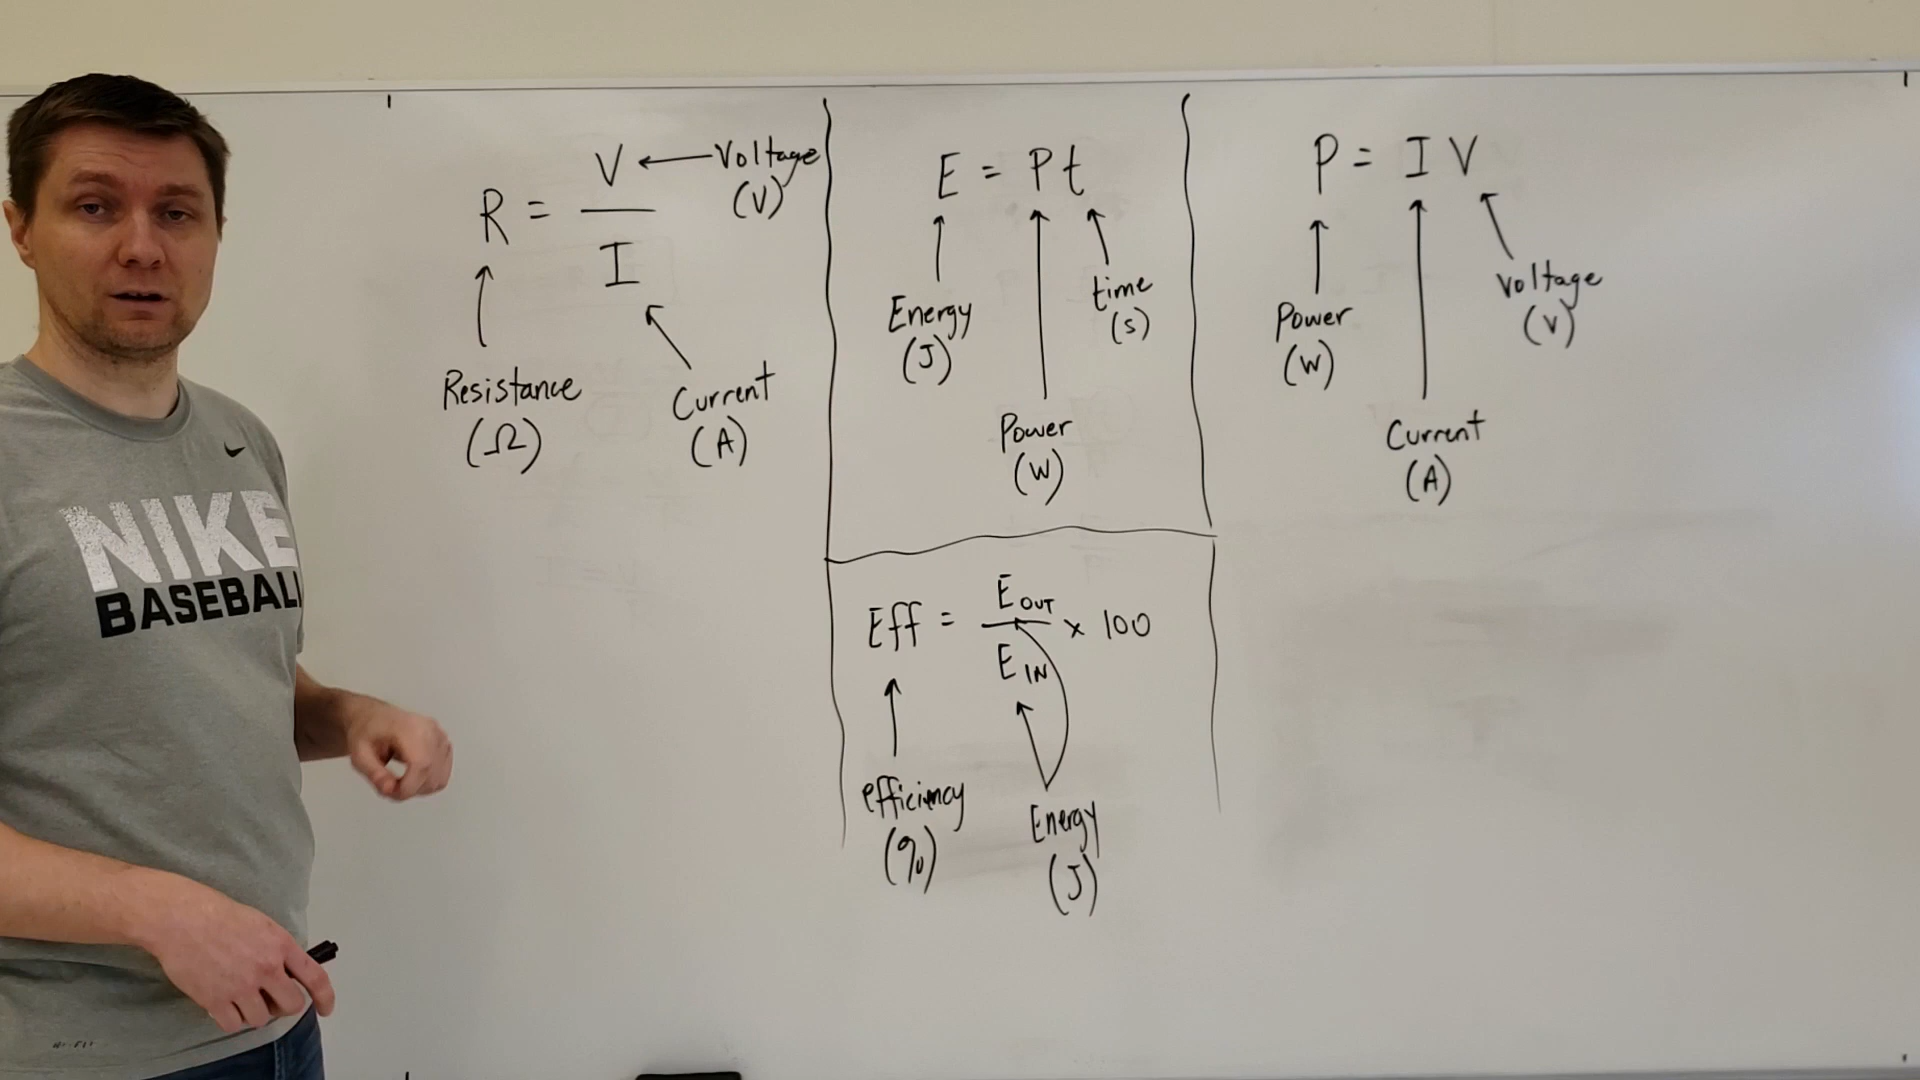 R = V / I
← Voltage
(V)
Resistance
(Ω)
Current
(A)
E = Pt
Energy
(J)
time
(s)
Power
(W)
P = IV
Power
(W)
Voltage
(V)
Current
(A)
Eff = E OUT / E IN × 100
efficiency
(%)
Energy
(J)
NIKE
BASEBALL